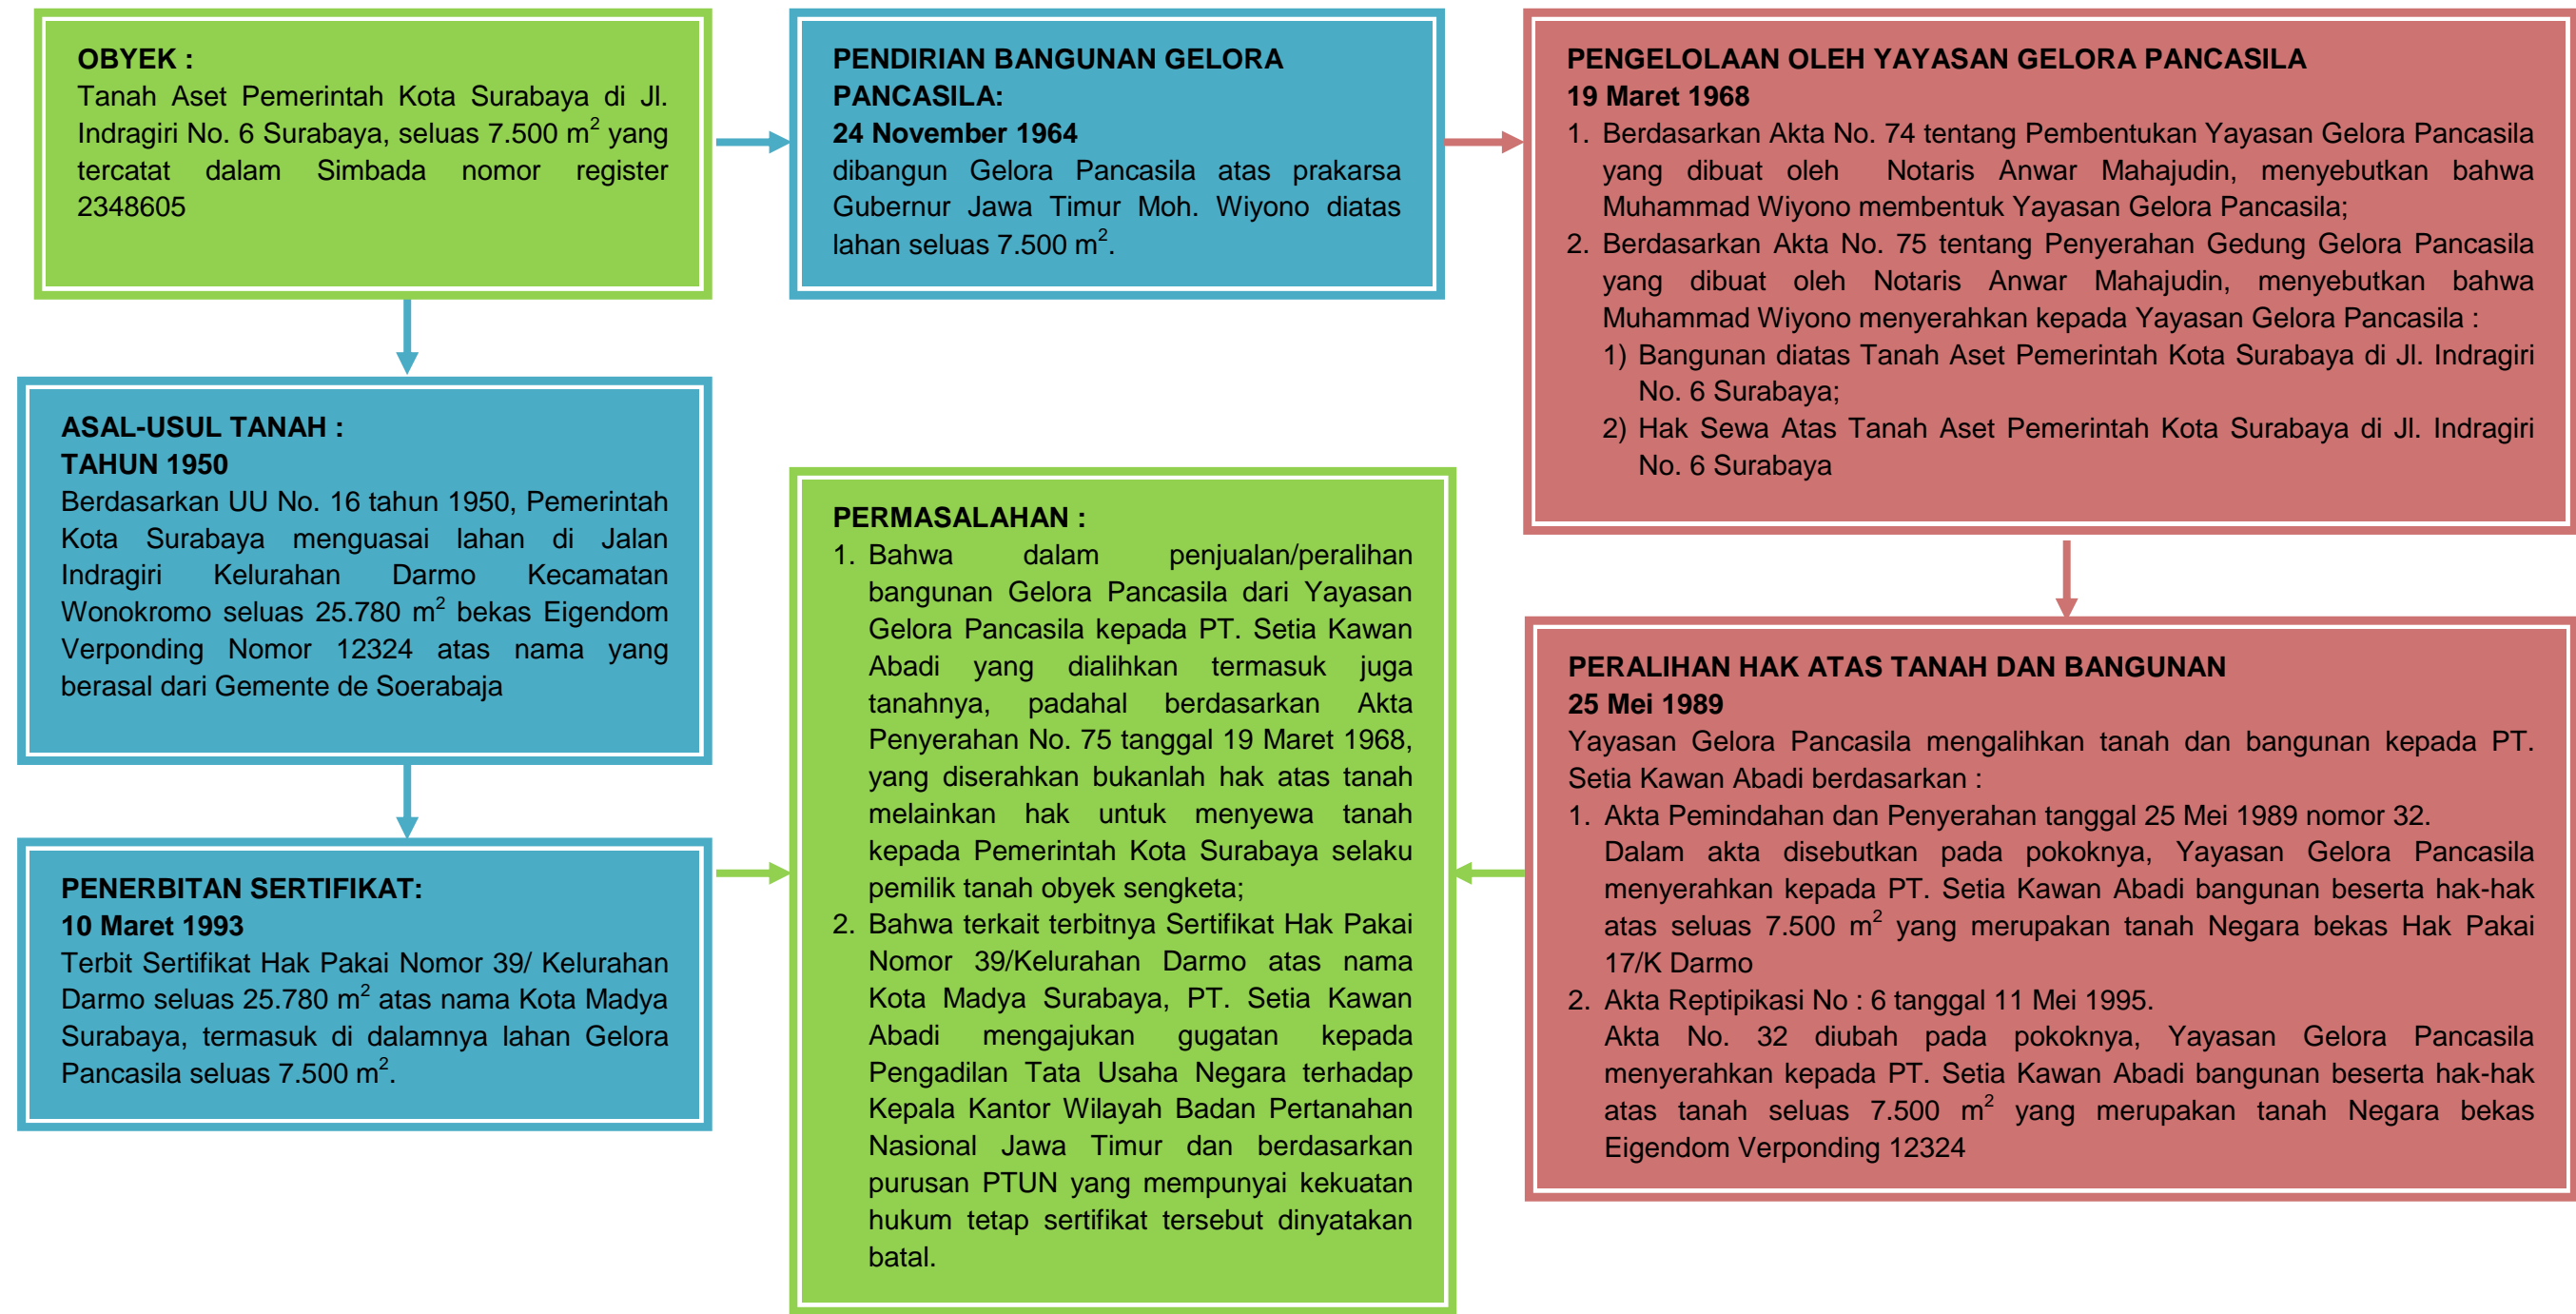 OBYEK :
Tanah Aset Pemerintah Kota Surabaya di Jl.
Indragiri No. 6 Surabaya, seluas 7.500 m² yang
tercatat dalam Simbada nomor register
2348605
PENDIRIAN BANGUNAN GELORA
PANCASILA:
24 November 1964
dibangun Gelora Pancasila atas prakarsa
Gubernur Jawa Timur Moh. Wiyono diatas
lahan seluas 7.500 m².
PENGELOLAAN OLEH YAYASAN GELORA PANCASILA
19 Maret 1968
1. Berdasarkan Akta No. 74 tentang Pembentukan Yayasan Gelora Pancasila
yang dibuat oleh Notaris Anwar Mahajudin, menyebutkan bahwa
Muhammad Wiyono membentuk Yayasan Gelora Pancasila;
2. Berdasarkan Akta No. 75 tentang Penyerahan Gedung Gelora Pancasila
yang dibuat oleh Notaris Anwar Mahajudin, menyebutkan bahwa
Muhammad Wiyono menyerahkan kepada Yayasan Gelora Pancasila :
1) Bangunan diatas Tanah Aset Pemerintah Kota Surabaya di Jl. Indragiri
No. 6 Surabaya;
2) Hak Sewa Atas Tanah Aset Pemerintah Kota Surabaya di Jl. Indragiri
No. 6 Surabaya
ASAL-USUL TANAH :
TAHUN 1950
Berdasarkan UU No. 16 tahun 1950, Pemerintah
Kota Surabaya menguasai lahan di Jalan
Indragiri Kelurahan Darmo Kecamatan
Wonokromo seluas 25.780 m² bekas Eigendom
Verponding Nomor 12324 atas nama yang
berasal dari Gemente de Soerabaja
PENERBITAN SERTIFIKAT:
10 Maret 1993
Terbit Sertifikat Hak Pakai Nomor 39/ Kelurahan
Darmo seluas 25.780 m² atas nama Kota Madya
Surabaya, termasuk di dalamnya lahan Gelora
Pancasila seluas 7.500 m².
PERMASALAHAN :
1. Bahwa dalam penjualan/peralihan
bangunan Gelora Pancasila dari Yayasan
Gelora Pancasila kepada PT. Setia Kawan
Abadi yang dialihkan termasuk juga
tanahnya, padahal berdasarkan Akta
Penyerahan No. 75 tanggal 19 Maret 1968,
yang diserahkan bukanlah hak atas tanah
melainkan hak untuk menyewa tanah
kepada Pemerintah Kota Surabaya selaku
pemilik tanah obyek sengketa;
2. Bahwa terkait terbitnya Sertifikat Hak Pakai
Nomor 39/Kelurahan Darmo atas nama
Kota Madya Surabaya, PT. Setia Kawan
Abadi mengajukan gugatan kepada
Pengadilan Tata Usaha Negara terhadap
Kepala Kantor Wilayah Badan Pertanahan
Nasional Jawa Timur dan berdasarkan
purusan PTUN yang mempunyai kekuatan
hukum tetap sertifikat tersebut dinyatakan
batal.
PERALIHAN HAK ATAS TANAH DAN BANGUNAN
25 Mei 1989
Yayasan Gelora Pancasila mengalihkan tanah dan bangunan kepada PT.
Setia Kawan Abadi berdasarkan :
1. Akta Pemindahan dan Penyerahan tanggal 25 Mei 1989 nomor 32.
Dalam akta disebutkan pada pokoknya, Yayasan Gelora Pancasila
menyerahkan kepada PT. Setia Kawan Abadi bangunan beserta hak-hak
atas seluas 7.500 m² yang merupakan tanah Negara bekas Hak Pakai
17/K Darmo
2. Akta Reptipikasi No : 6 tanggal 11 Mei 1995.
Akta No. 32 diubah pada pokoknya, Yayasan Gelora Pancasila
menyerahkan kepada PT. Setia Kawan Abadi bangunan beserta hak-hak
atas tanah seluas 7.500 m² yang merupakan tanah Negara bekas
Eigendom Verponding 12324